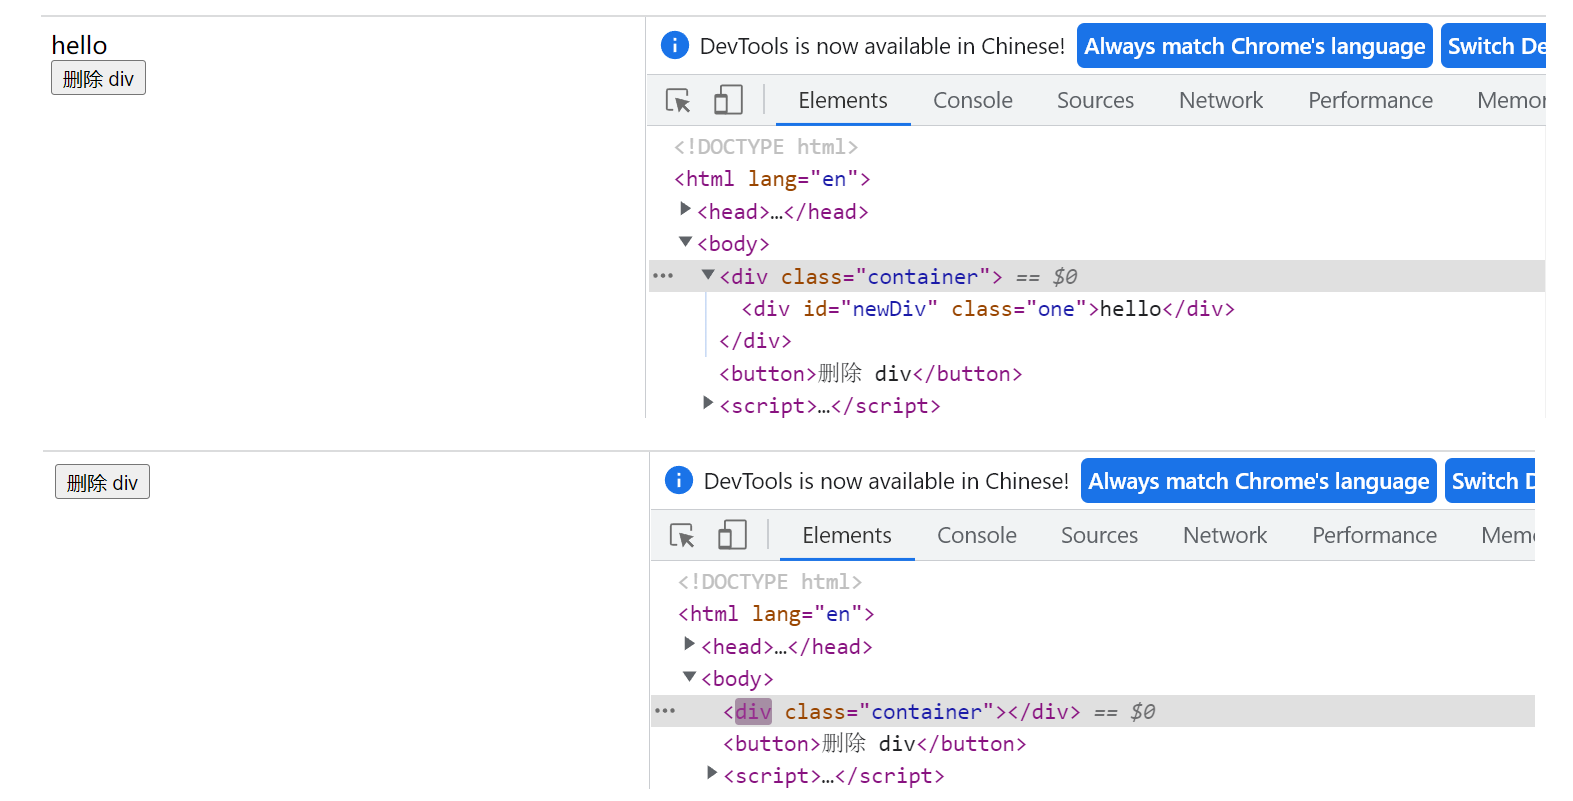 hello
删除 div
DevTools is now available in Chinese! Always match Chrome's language Switch De
Elements Console Sources Network Performance Memor
<!DOCTYPE html>
<html lang="en">
<head>…</head>
<body>
<div class="container"> == $0
<div id="newDiv" class="one">hello</div>
</div>
<button>删除 div</button>
<script>…</script>
删除 div
DevTools is now available in Chinese! Always match Chrome's language Switch D
Elements Console Sources Network Performance Mem
<!DOCTYPE html>
<html lang="en">
<head>…</head>
<body>
<div class="container"></div> == $0
<button>删除 div</button>
<script>…</script>